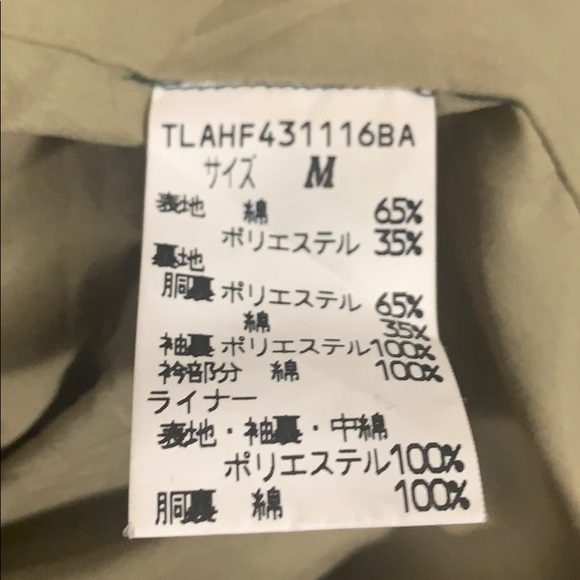 TLAHF431116BA
サイズ M
表地 綿 65%
ポリエステル 35%
裏地
胴裏 ポリエステル 65%
綿 35%
袖裏 ポリエステル 100%
衿部分 綿 100%
ライナー
表地・袖裏・中綿
ポリエステル 100%
胴裏 綿 100%